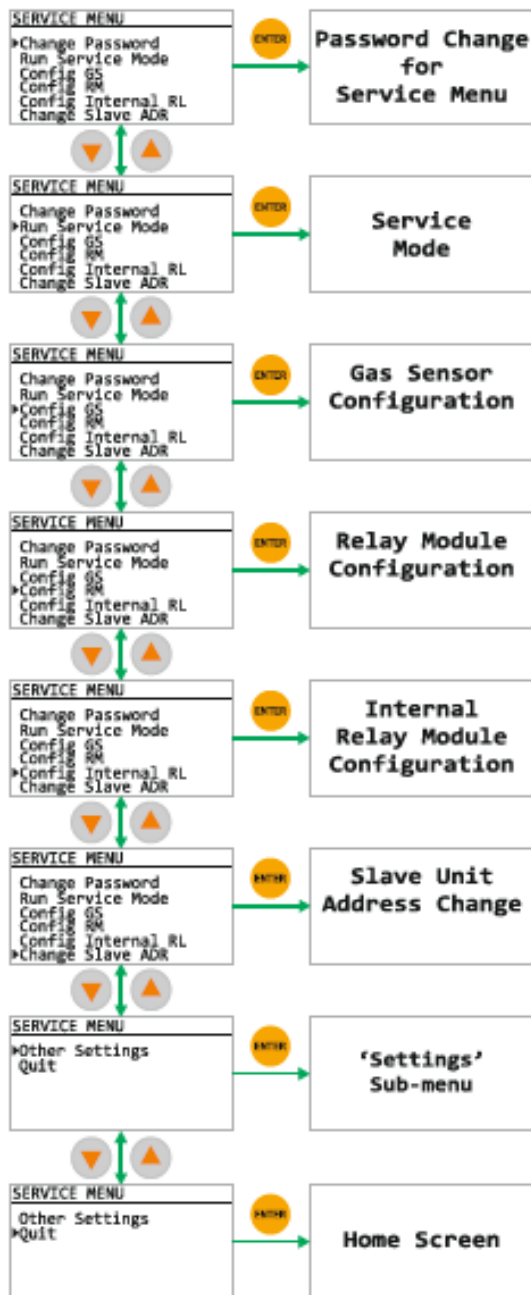 SERVICE MENU
▶Change Password
Run Service Mode
Config GS
Config RM
Config Internal RL
Change Slave ADR
ENTER
Password Change
for
Service Menu
SERVICE MENU
Change Password
▶Run Service Mode
Config GS
Config RM
Config Internal RL
Change Slave ADR
ENTER
Service
Mode
SERVICE MENU
Change Password
Run Service Mode
▶Config GS
Config RM
Config Internal RL
Change Slave ADR
ENTER
Gas Sensor
Configuration
SERVICE MENU
Change Password
Run Service Mode
Config GS
▶Config RM
Config Internal RL
Change Slave ADR
ENTER
Relay Module
Configuration
SERVICE MENU
Change Password
Run Service Mode
Config GS
Config RM
▶Config Internal RL
Change Slave ADR
ENTER
Internal
Relay Module
Configuration
SERVICE MENU
Change Password
Run Service Mode
Config GS
Config RM
Config Internal RL
▶Change Slave ADR
ENTER
Slave Unit
Address Change
SERVICE MENU
▶Other Settings
Quit
ENTER
‘Settings’
Sub-menu
SERVICE MENU
Other Settings
▶Quit
ENTER
Home Screen